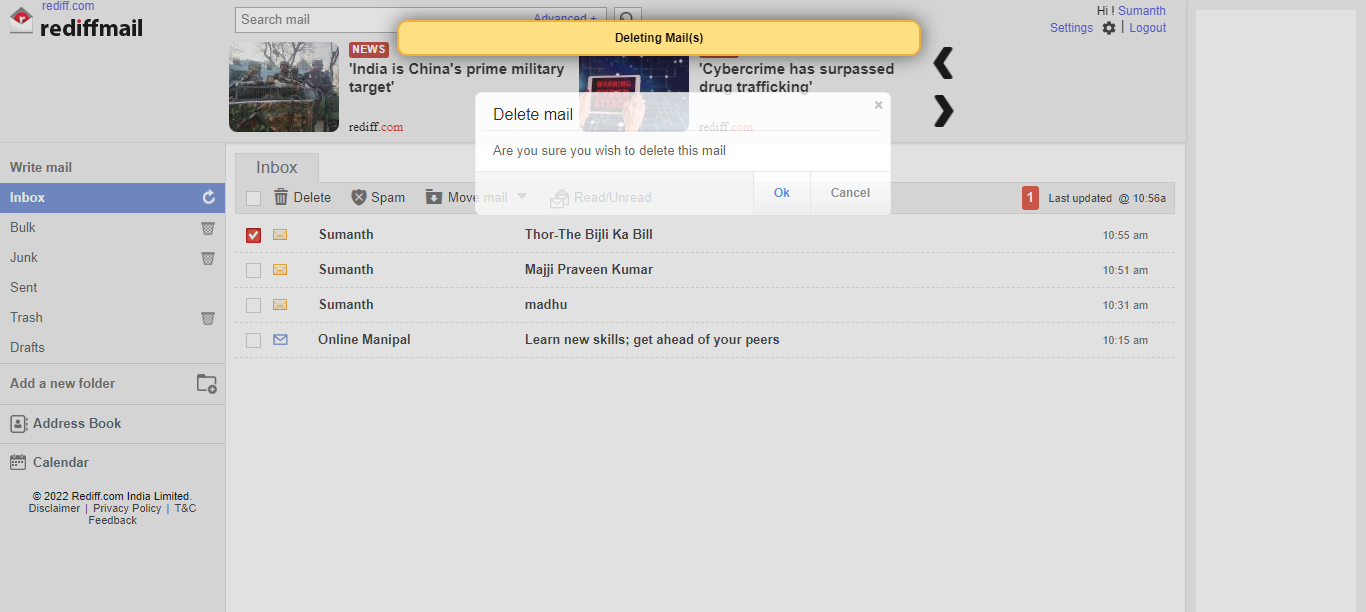 rediff.com
rediffmail
Search mail
Advanced +
Hi ! Sumanth
Settings | Logout
Deleting Mail(s)
NEWS
'India is China's prime military
target'
rediff.com
'Cybercrime has surpassed
drug trafficking'
rediff.com
WARNING
Delete mail
×
Are you sure you wish to delete this mail
Ok
Cancel
Write mail
Inbox
Bulk
Junk
Sent
Trash
Drafts
Add a new folder
Address Book
Calendar
© 2022 Rediff.com India Limited.
Disclaimer | Privacy Policy | T&C
Feedback
Inbox
Delete
Spam
Move mail
Read/Unread
1
Last updated @ 10:56a
Sumanth Thor-The Bijli Ka Bill 10:55 am
Sumanth Majji Praveen Kumar 10:51 am
Sumanth madhu 10:31 am
Online Manipal Learn new skills; get ahead of your peers 10:15 am